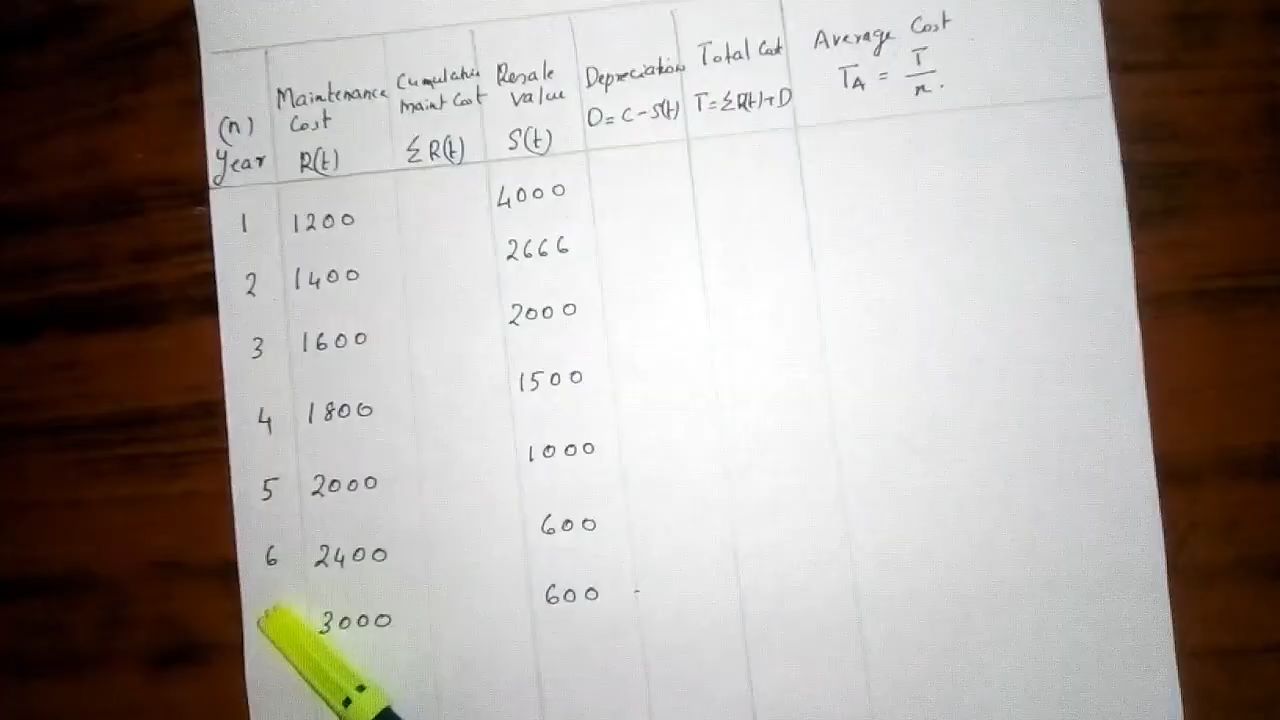 (n) Year
Maintenance Cost R(t)
Cumulative maint Cost ΣR(t)
Resale value S(t)
Depreciation D = C - S(t)
Total Cost T = ΣR(t) + D
Average Cost T_A = T / n.
1 1200 4000
2 1400 2666
3 1600 2000
4 1800 1500
5 2000 1000
6 2400 600
3000 600